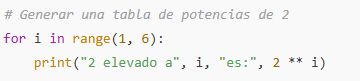 # Generar una tabla de potencias de 2
for i in range(1, 6):
    print("2 elevado a", i, "es:", 2 ** i)